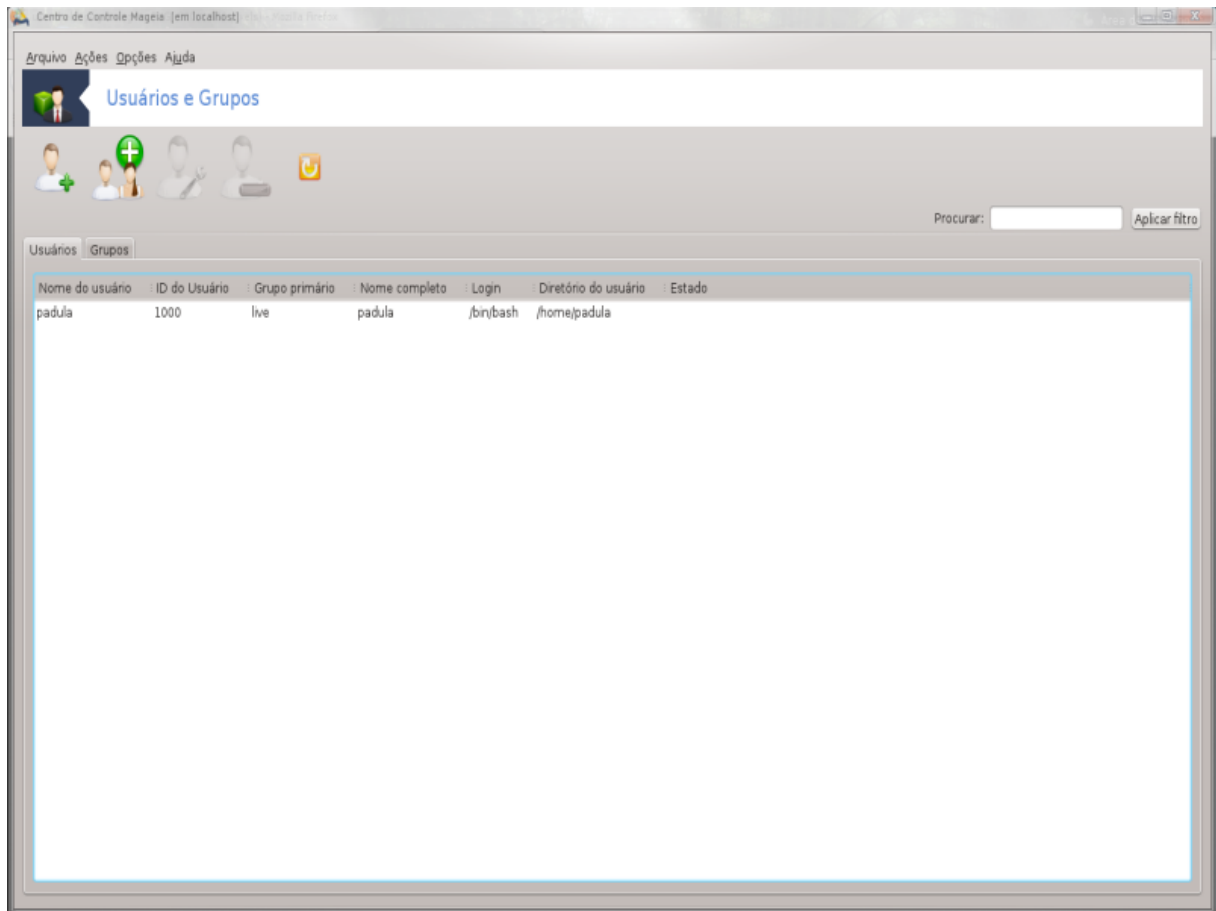 Centro de Controle Mageia [em localhost]
Arquivo Ações Opções Ajuda
Usuários e Grupos
Procurar: Aplicar filtro
Usuários Grupos
Nome do usuário ID do Usuário Grupo primário Nome completo Login Diretório do usuário Estado
padula 1000 live padula /bin/bash /home/padula